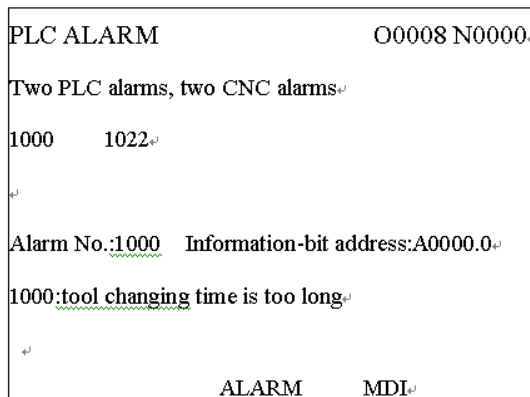 PLC ALARM O0008 N0000
Two PLC alarms, two CNC alarms
1000 1022
Alarm No.:1000 Information-bit address:A0000.0
1000:tool changing time is too long
ALARM MDI